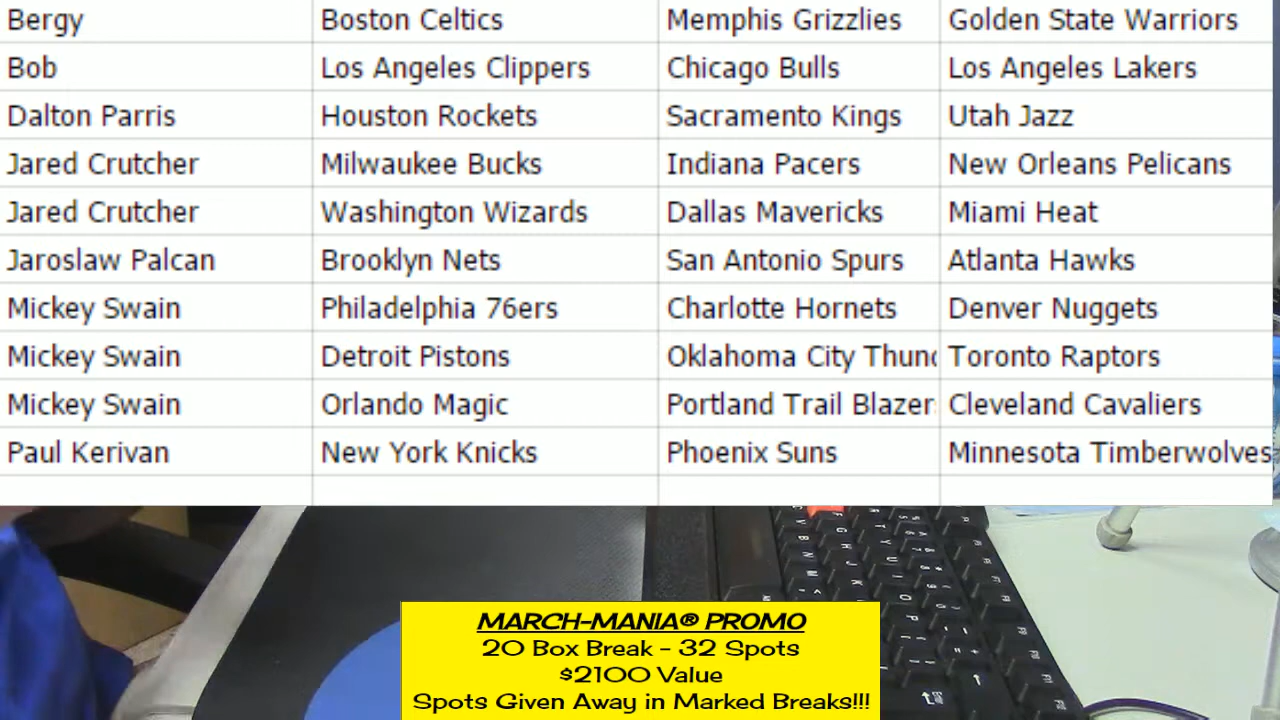 Bergy Boston Celtics Memphis Grizzlies Golden State Warriors
Bob Los Angeles Clippers Chicago Bulls Los Angeles Lakers
Dalton Parris Houston Rockets Sacramento Kings Utah Jazz
Jared Crutcher Milwaukee Bucks Indiana Pacers New Orleans Pelicans
Jared Crutcher Washington Wizards Dallas Mavericks Miami Heat
Jaroslaw Palcan Brooklyn Nets San Antonio Spurs Atlanta Hawks
Mickey Swain Philadelphia 76ers Charlotte Hornets Denver Nuggets
Mickey Swain Detroit Pistons Oklahoma City Thund Toronto Raptors
Mickey Swain Orlando Magic Portland Trail Blazer Cleveland Cavaliers
Paul Kerivan New York Knicks Phoenix Suns Minnesota Timberwolves
MARCH-MANIA® PROMO
20 Box Break - 32 Spots
$2100 Value
Spots Given Away in Marked Breaks!!!